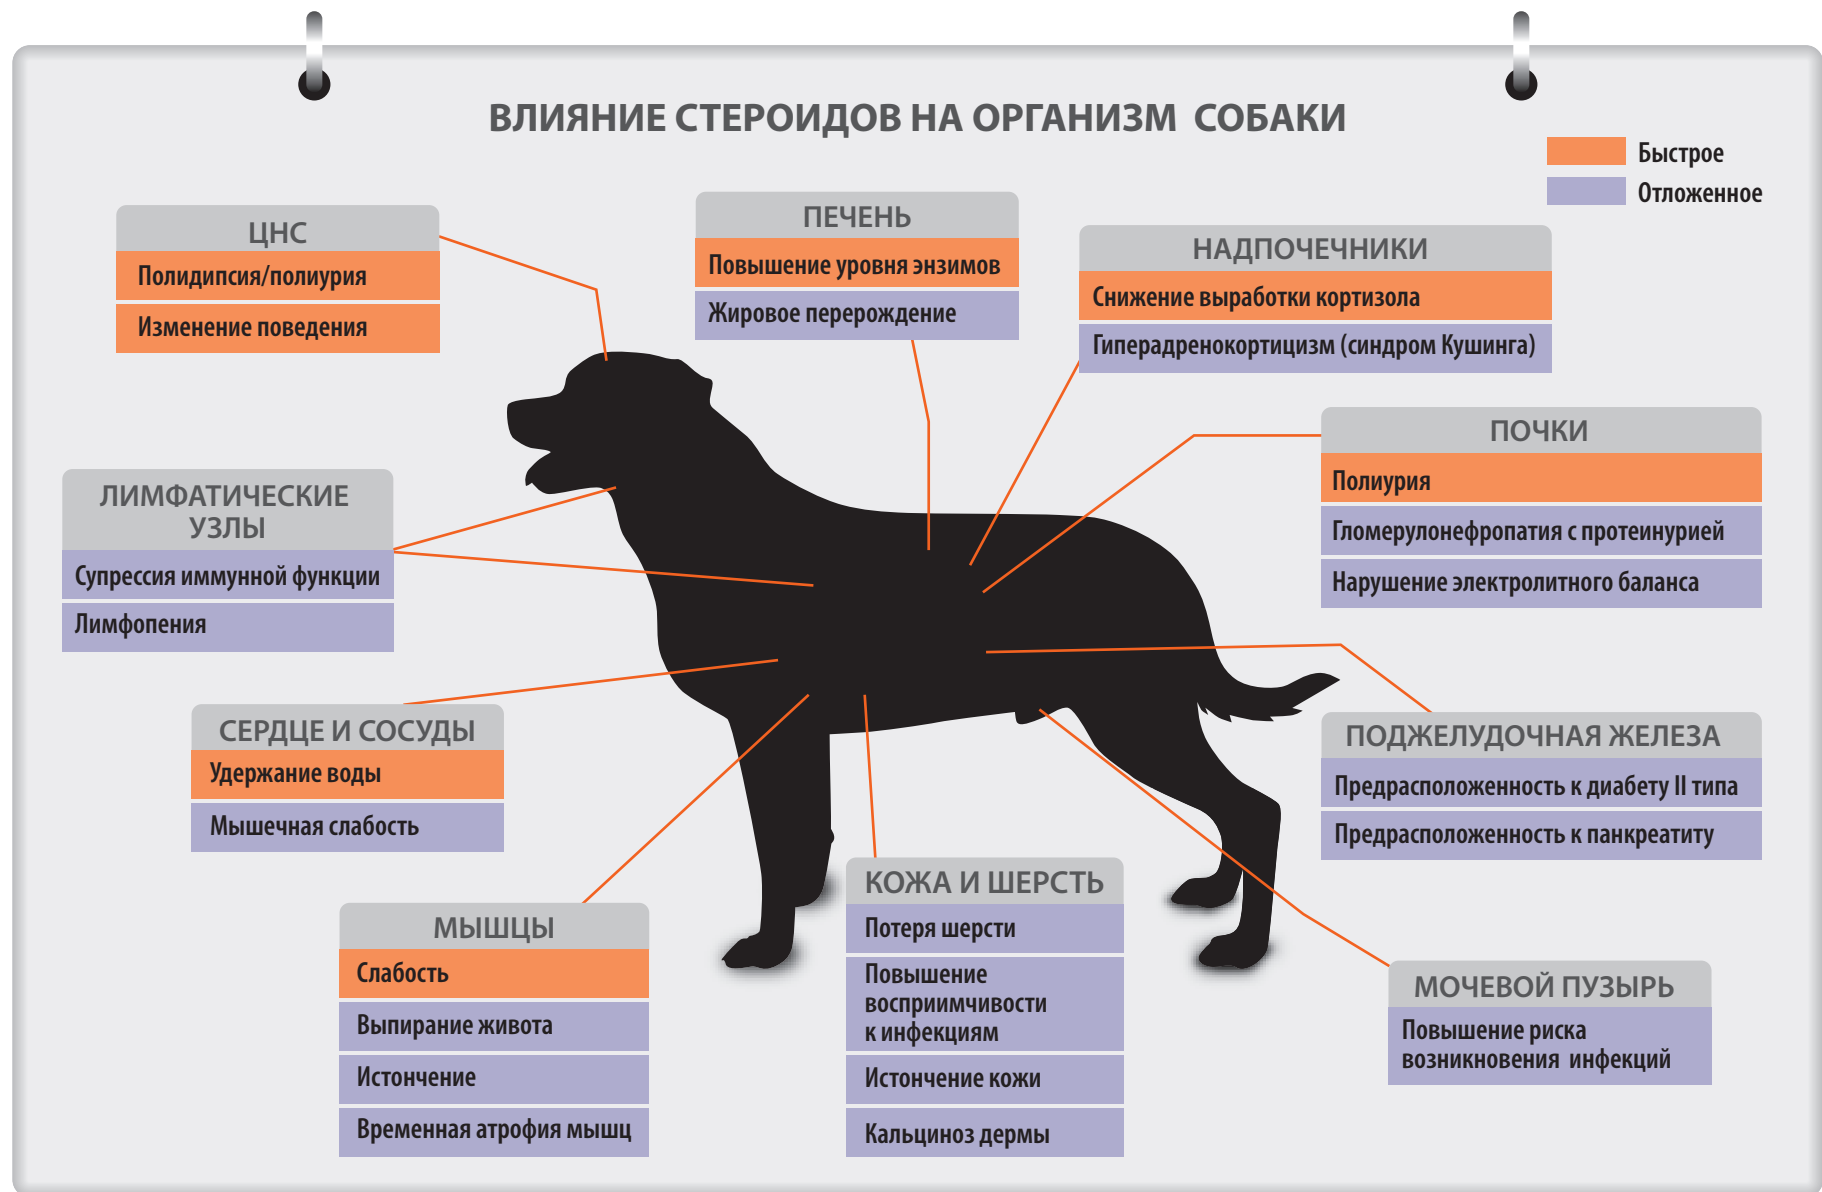 ВЛИЯНИЕ СТЕРОИДОВ НА ОРГАНИЗМ СОБАКИ
Быстрое
Отложенное
ЦНС
Полидипсия/полиурия
Изменение поведения
ПЕЧЕНЬ
Повышение уровня энзимов
Жировое перерождение
НАДПОЧЕЧНИКИ
Снижение выработки кортизола
Гиперадренокортицизм (синдром Кушинга)
ПОЧКИ
Полиурия
Гломерулонефропатия с протеинурией
Нарушение электролитного баланса
ЛИМФАТИЧЕСКИЕ
УЗЛЫ
Супрессия иммунной функции
Лимфопения
СЕРДЦЕ И СОСУДЫ
Удержание воды
Мышечная слабость
ПОДЖЕЛУДОЧНАЯ ЖЕЛЕЗА
Предрасположенность к диабету II типа
Предрасположенность к панкреатиту
МЫШЦЫ
Слабость
Выпирание живота
Истончение
Временная атрофия мышц
КОЖА И ШЕРСТЬ
Потеря шерсти
Повышение
восприимчивости
к инфекциям
Истончение кожи
Кальциноз дермы
МОЧЕВОЙ ПУЗЫРЬ
Повышение риска
возникновения инфекций